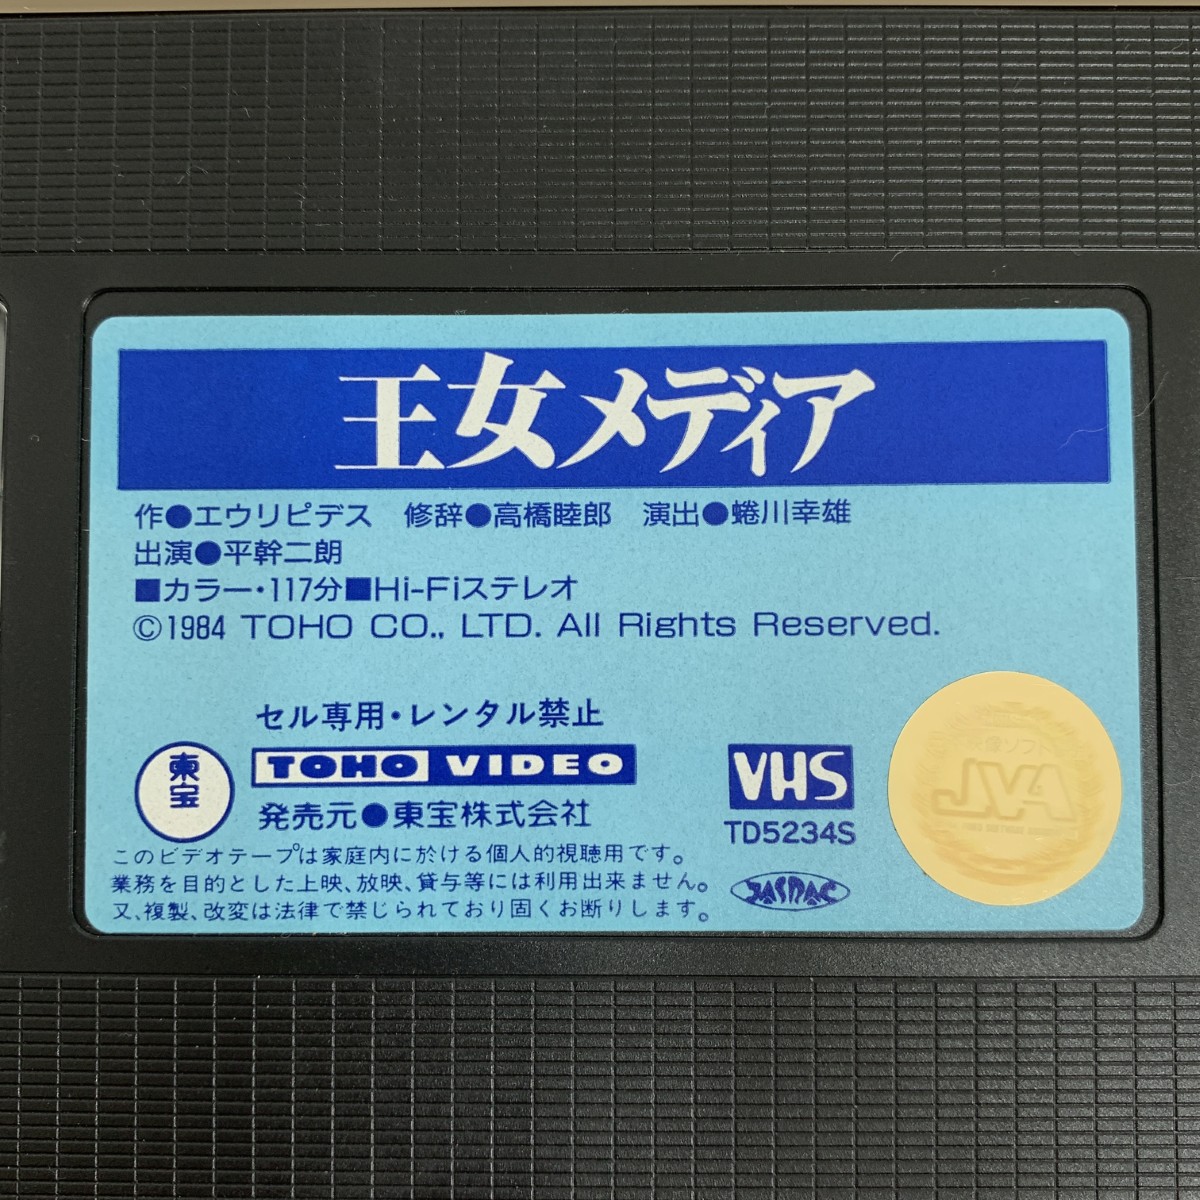 王女メディア
作●エウリピデス 修辞●高橋睦郎 演出●蜷川幸雄
出演●平幹二朗
■カラー・117分■Hi-Fiステレオ
©1984 TOHO CO., LTD. All Rights Reserved.
セル専用・レンタル禁止
東宝
TOHO VIDEO
発売元●東宝株式会社
VHS
TD5234S
このビデオテープは家庭内に於ける個人的視聴用です。
業務を目的とした上映、放映、貸与等には利用出来ません。
又、複製、改変は法律で禁じられており固くお断りします。
JASRAC
JVA